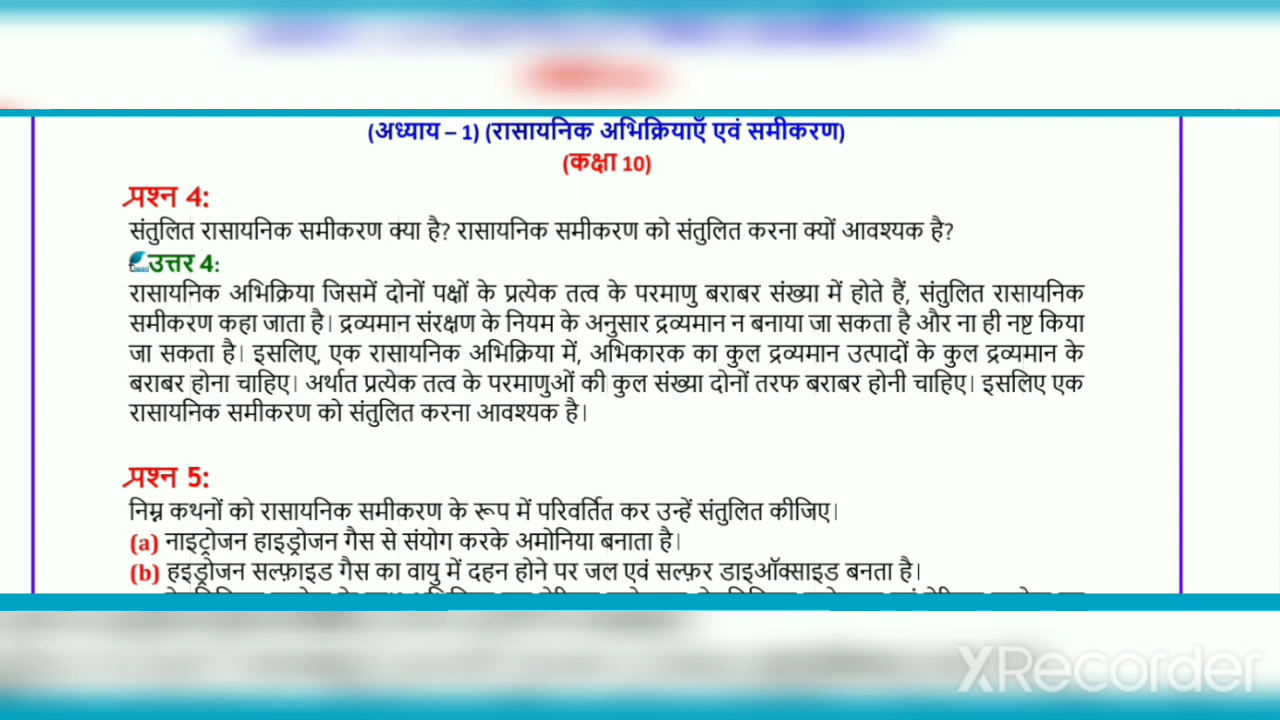 (अध्याय – 1) (रासायनिक अभिक्रियाएँ एवं समीकरण)
(कक्षा 10)
प्रश्न 4:
संतुलित रासायनिक समीकरण क्या है? रासायनिक समीकरण को संतुलित करना क्यों आवश्यक है?
उत्तर 4:
रासायनिक अभिक्रिया जिसमें दोनों पक्षों के प्रत्येक तत्व के परमाणु बराबर संख्या में होते हैं, संतुलित रासायनिक
समीकरण कहा जाता है। द्रव्यमान संरक्षण के नियम के अनुसार द्रव्यमान न बनाया जा सकता है और ना ही नष्ट किया
जा सकता है। इसलिए, एक रासायनिक अभिक्रिया में, अभिकारक का कुल द्रव्यमान उत्पादों के कुल द्रव्यमान के
बराबर होना चाहिए। अर्थात प्रत्येक तत्व के परमाणुओं की कुल संख्या दोनों तरफ बराबर होनी चाहिए। इसलिए एक
रासायनिक समीकरण को संतुलित करना आवश्यक है।
प्रश्न 5:
निम्न कथनों को रासायनिक समीकरण के रूप में परिवर्तित कर उन्हें संतुलित कीजिए।
(a) नाइट्रोजन हाइड्रोजन गैस से संयोग करके अमोनिया बनाता है।
(b) हइड्रोजन सल्फ़ाइड गैस का वायु में दहन होने पर जल एवं सल्फ़र डाइऑक्साइड बनता है।
XRecorder